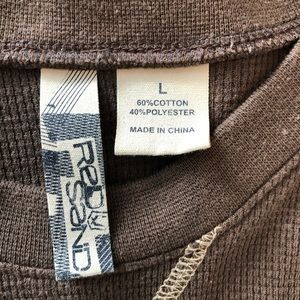 L
60%COTTON
40%POLYESTER
MADE IN CHINA
ReD
SanD